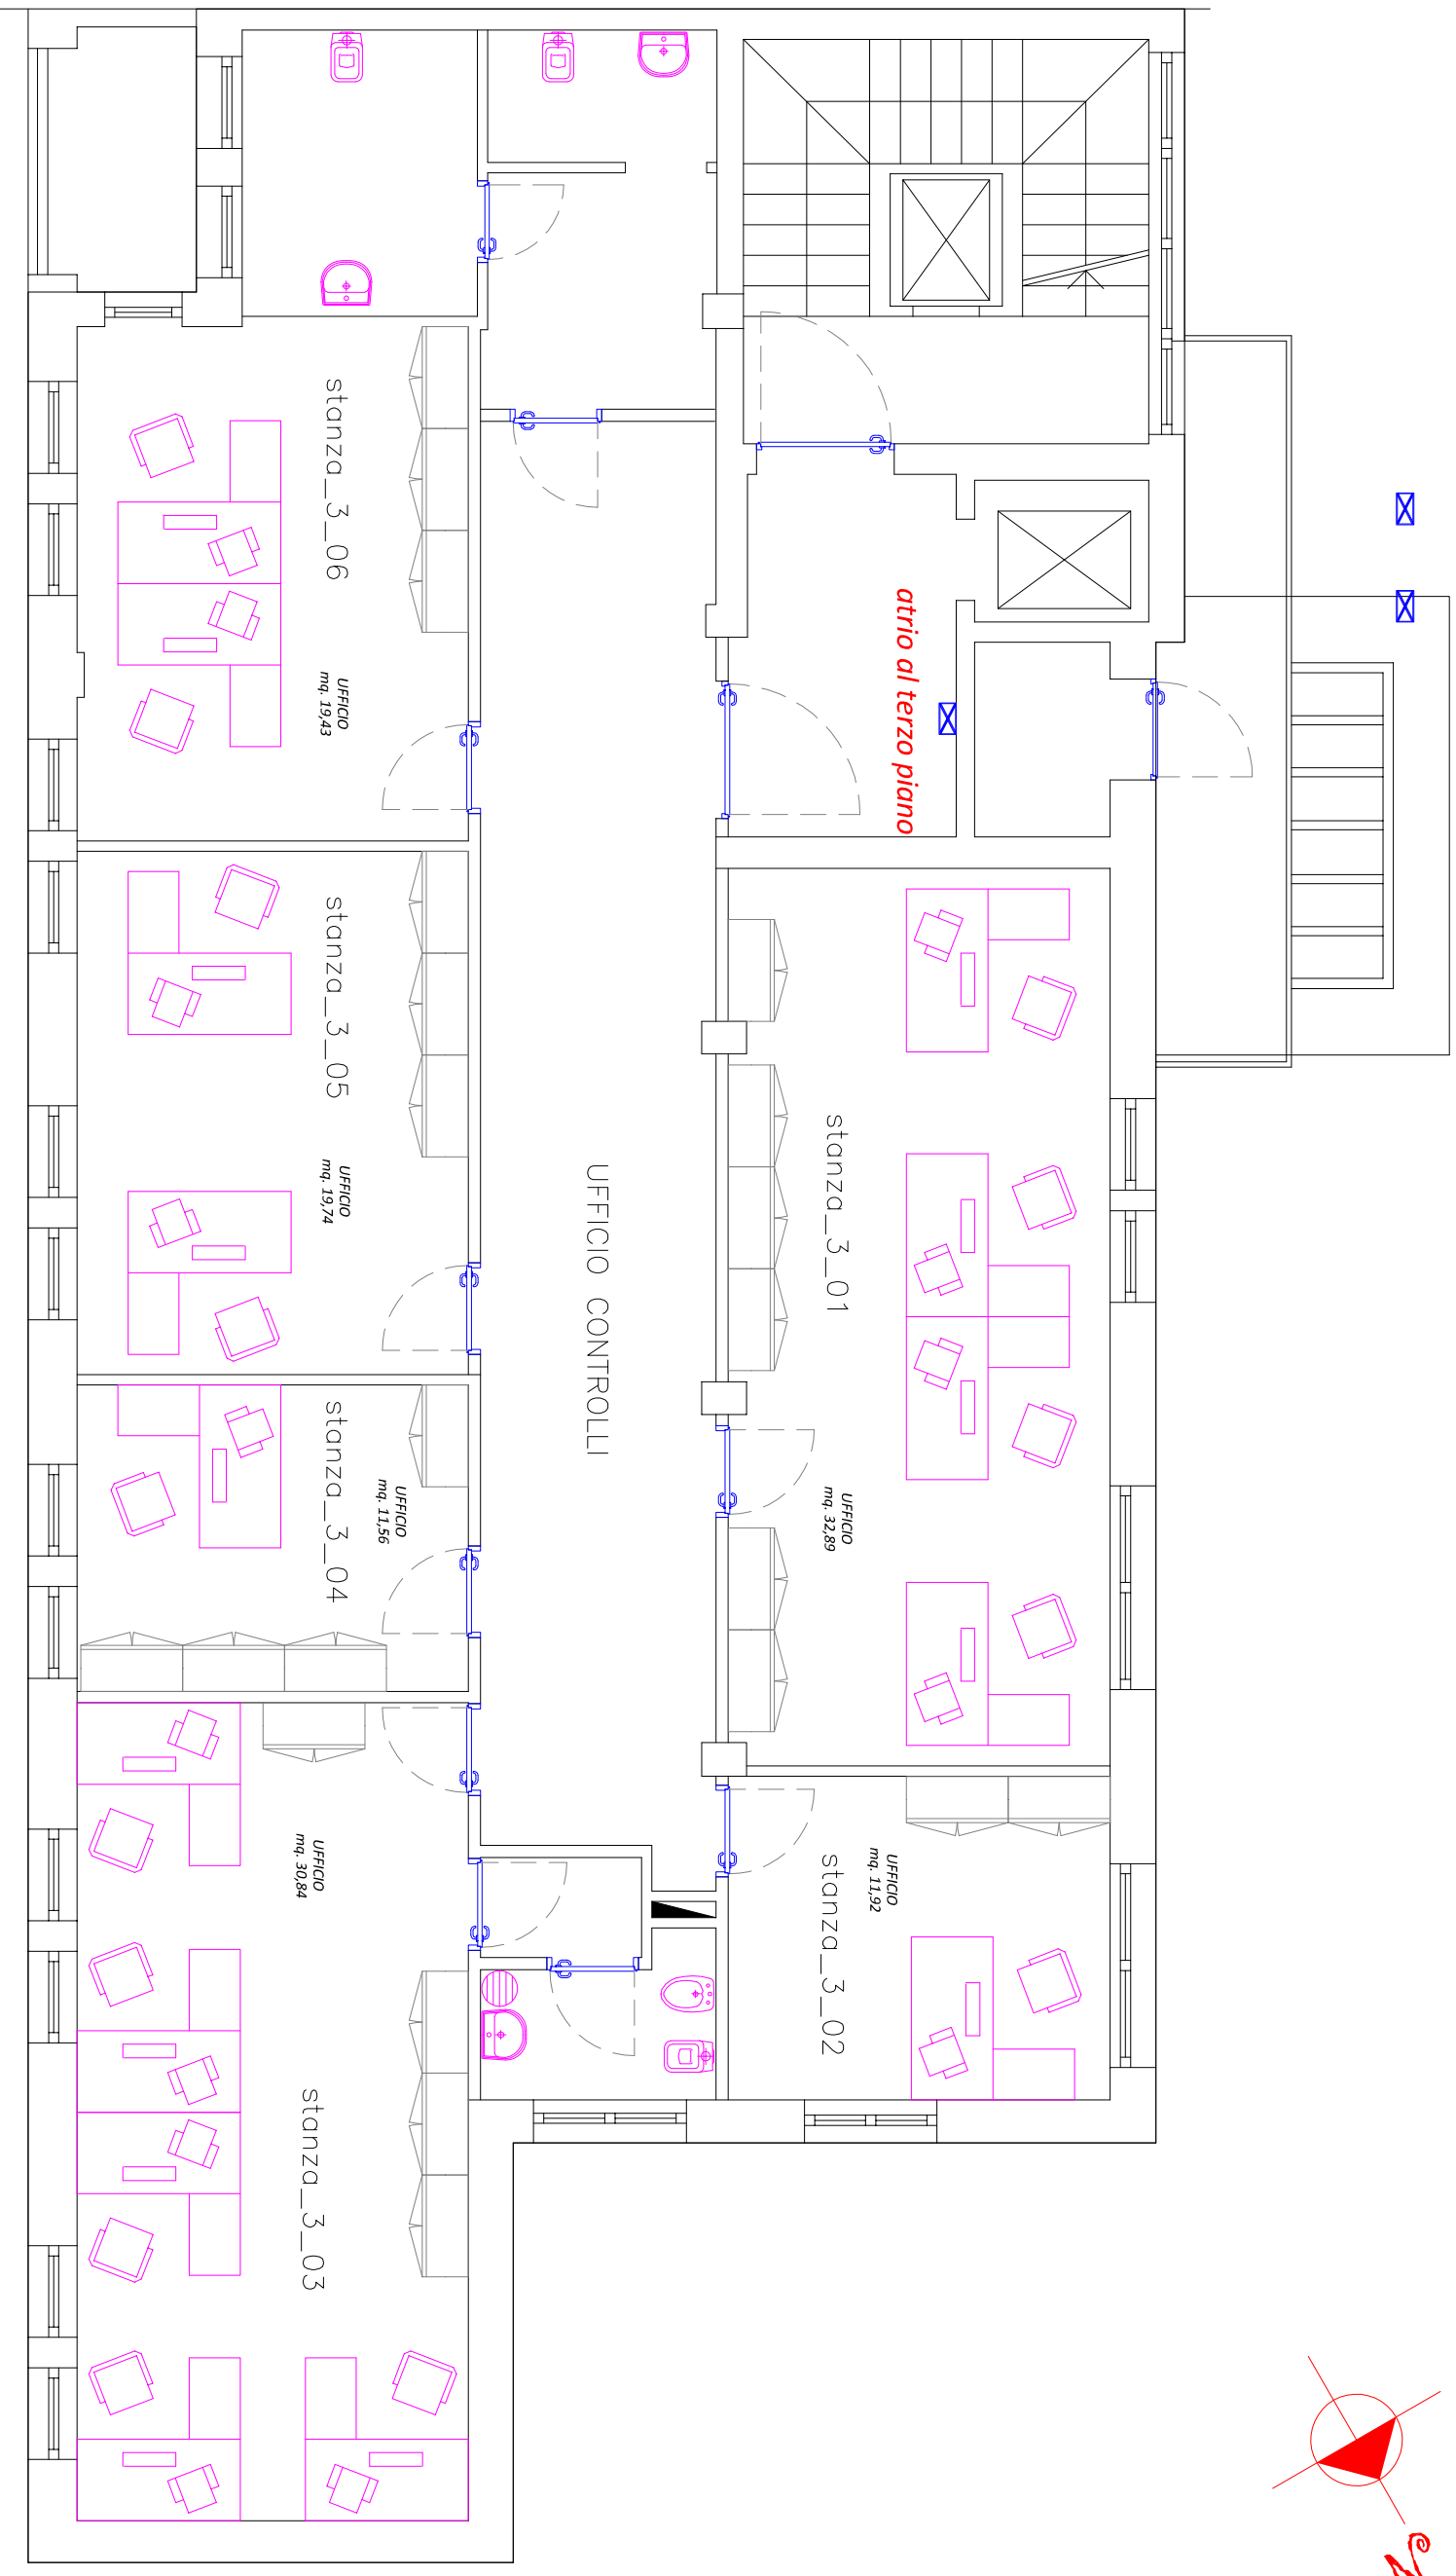 atrio al terzo piano
stanza_3_06
UFFICIO
mq. 19,43
stanza_3_05
UFFICIO
mq. 19,74
UFFICIO CONTROLLI
stanza_3_01
UFFICIO
mq. 32,89
stanza_3_04
UFFICIO
mq. 11,56
UFFICIO
mq. 30,84
stanza_3_03
UFFICIO
mq. 11,92
stanza_3_02
N